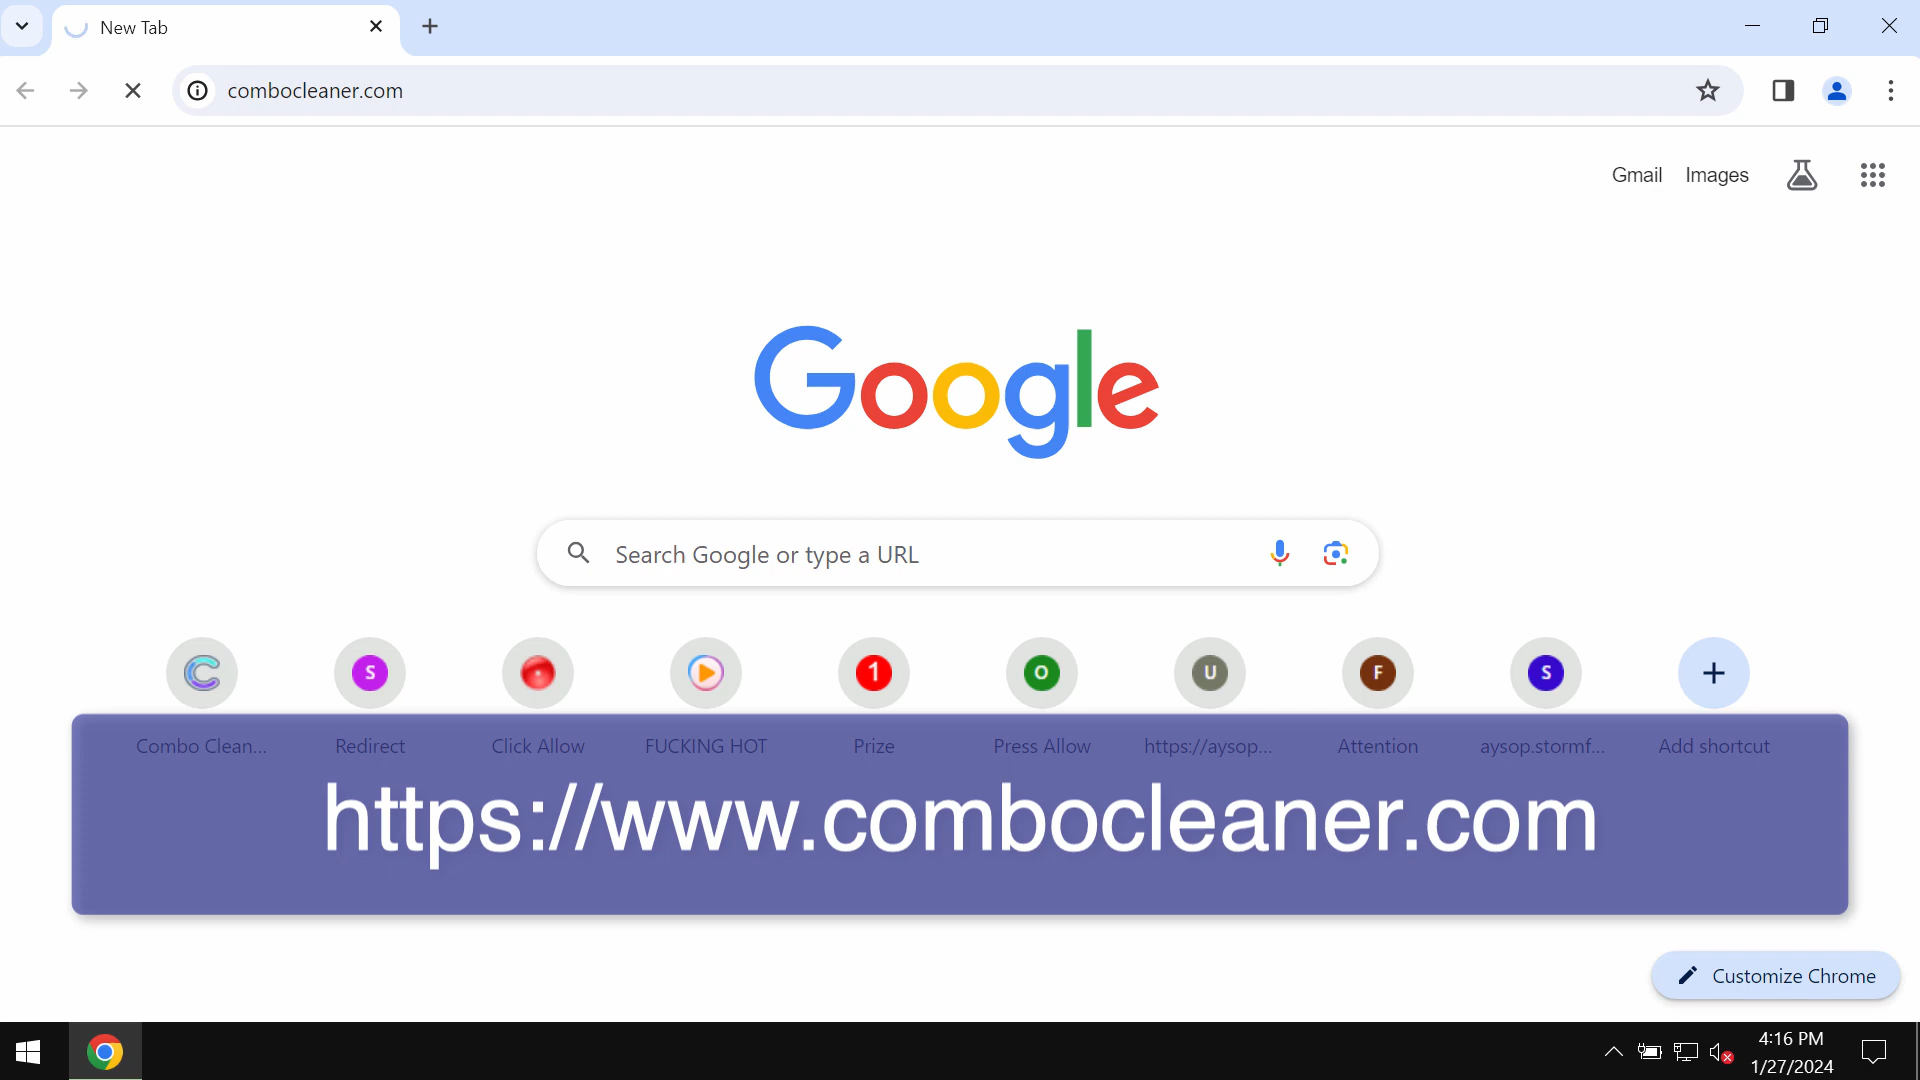 New Tab
combocleaner.com
Gmail Images
Google
Search Google or type a URL
S 1 O U F S
Combo Clean... Redirect Click Allow FUCKING HOT Prize Press Allow https://aysop... Attention aysop.stormf... Add shortcut
https://www.combocleaner.com
Customize Chrome
4:16 PM
1/27/2024